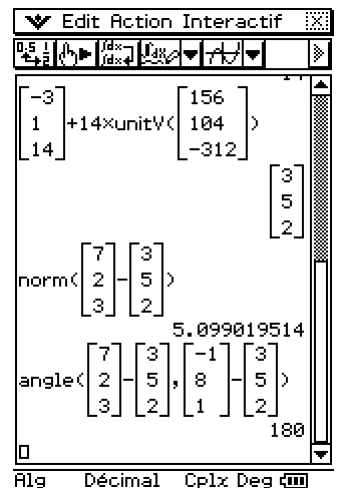 Edit Action Interactif
[-3 1 14]+14×unitV([156 104 -312])
[3 5 2]
norm([7 2 3]-[3 5 2])
5.099019514
angle([7 2 3]-[3 5 2],[-1 8 1]-[3 5 2])
180
Alg Décimal Cplx Deg